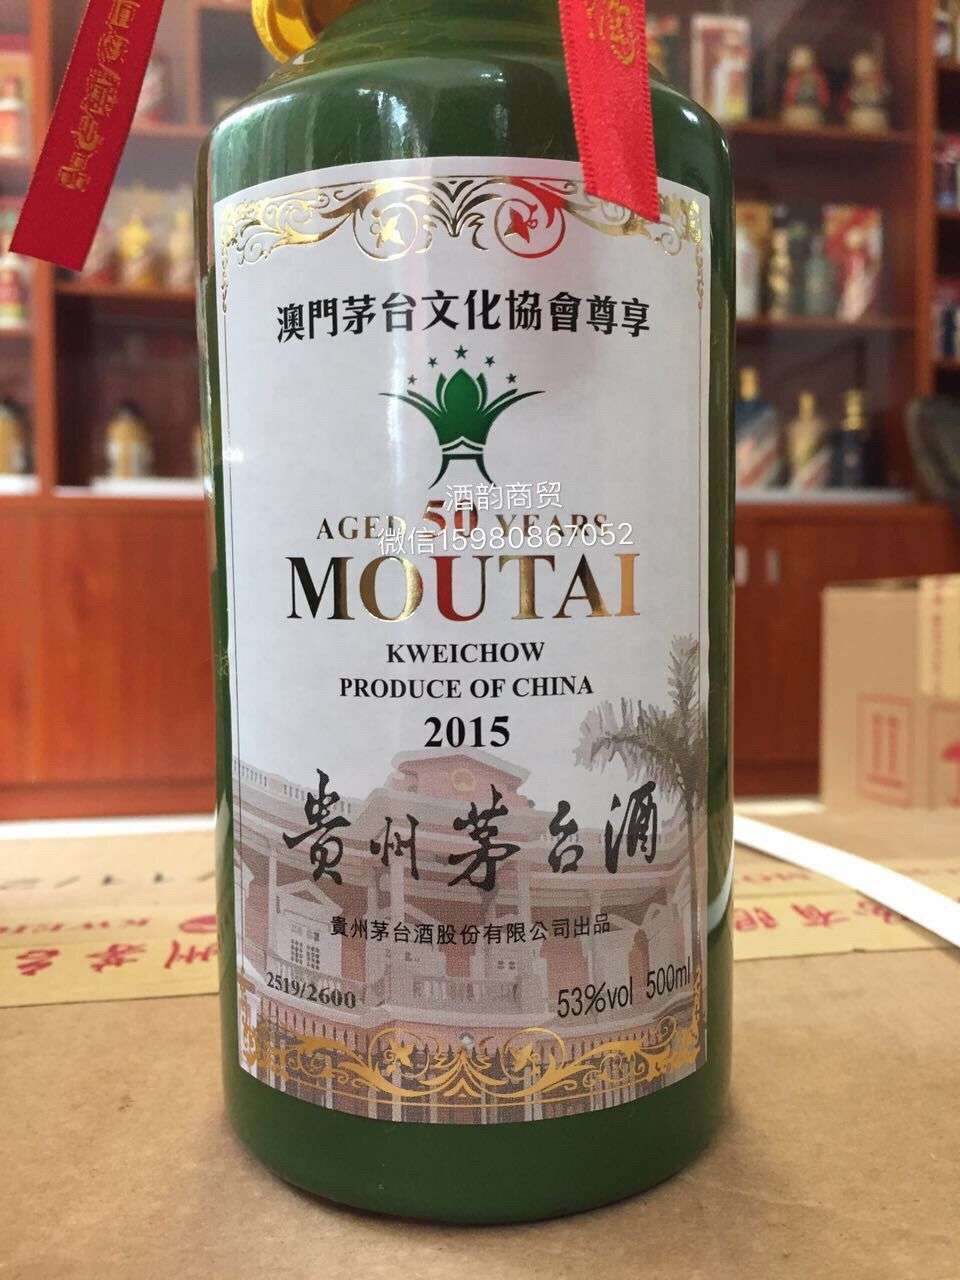 澳門茅台文化協會尊享
酒韵商贸
AGED 50 YEARS
微信15980867052
MOUTAI
KWEICHOW
PRODUCE OF CHINA
2015
貴州茅台酒
貴州茅台酒股份有限公司出品
2519/2600
53%vol 500ml